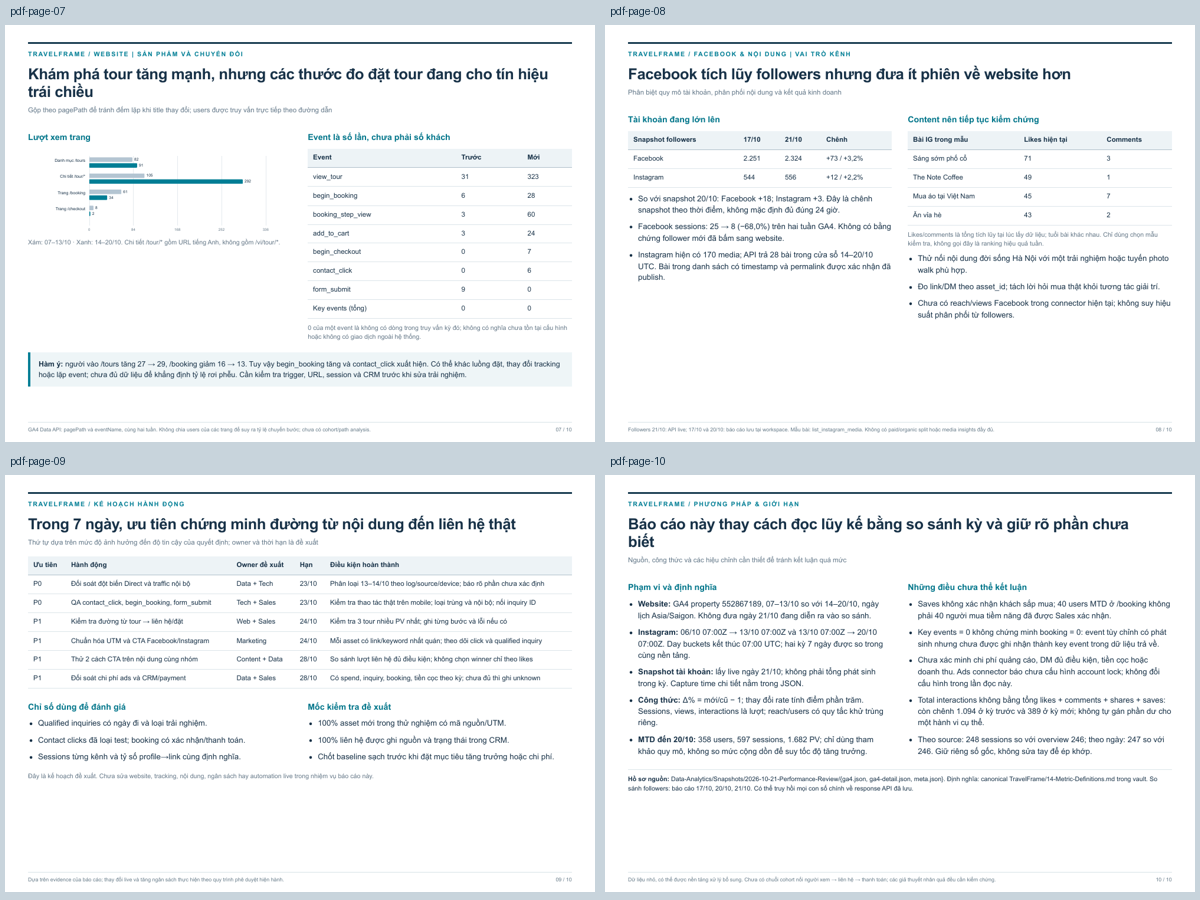 pdf-page-07
TRAVELFRAME / WEBSITE | SẢN PHẨM VÀ CHUYỂN ĐỔI
Khám phá tour tăng mạnh, nhưng các thước đo đặt tour đang cho tín hiệu
trái chiều
Gộp theo pagePath để tránh đếm lặp khi title thay đổi; users được truy vấn trực tiếp theo đường dẫn
Lượt xem trang
Danh mục tours
Chi tiết tour/*
Trang booking
Trang /checkout
Xám: 07–13/10 · Xanh: 14–20/10. Chi tiết /tour/* gồm URL tiếng Anh, không gồm /vi/tour/*.
Event là số lần, chưa phải số khách
Event Trước Mới
view_tour 31 323
begin_booking 6 28
booking_step_view 3 60
add_to_cart 3 24
begin_checkout 0 7
contact_click 0 6
form_submit 9 0
Key events (tổng) 0 0
0 của một event là không có dòng trong truy vấn kỳ đó; không có nghĩa chưa tồn tại cấu hình
hoặc không có giao dịch ngoài hệ thống.
Hàm ý: người vào /tours tăng 27 → 29, /booking giảm 16 → 13. Tuy vậy begin_booking tăng và contact_click xuất hiện. Có thể khác luồng đặt, thay đổi tracking
hoặc lặp event; chưa đủ dữ liệu để khẳng định tỷ lệ rơi phễu. Cần kiểm tra trigger, URL, session và CRM trước khi sửa trải nghiệm.
GA4 Data API: pagePath và eventName, cùng hai tuần. Không chia users của các trang để suy ra tỷ lệ chuyển bước; chưa có cohort/path analysis.
07 / 10
pdf-page-08
TRAVELFRAME / FACEBOOK & NỘI DUNG | VAI TRÒ KÊNH
Facebook tích lũy followers nhưng đưa ít phiên về website hơn
Phân biệt quy mô tài khoản, phân phối nội dung và kết quả kinh doanh
Tài khoản đang lớn lên
Snapshot followers 17/10 21/10 Chênh
Facebook 2.251 2.324 +73 / +3,2%
Instagram 544 556 +12 / +2,2%
• So với snapshot 20/10: Facebook +18; Instagram +3. Đây là chênh
snapshot theo thời điểm, không mặc định đủ đúng 24 giờ.
• Facebook sessions: 25 → 8 (−68,0%) trên hai tuần GA4. Không có bằng
chứng follower mới đã bấm sang website.
• Instagram hiện có 170 media; API trả 28 bài trong cửa sổ 14–20/10
UTC. Bài trong danh sách có timestamp và permalink được xác nhận đã
publish.
Content nên tiếp tục kiểm chứng
Bài IG trong mẫu Likes hiện tại Comments
Sáng sớm phố cổ 71 3
The Note Coffee 49 1
Mua áo tại Việt Nam 45 7
Ăn vỉa hè 43 2
Likes/comments là tổng tích lũy tại lúc lấy dữ liệu; tuổi bài khác nhau. Chỉ dùng chọn mẫu
kiểm tra, không gọi đây là ranking hiệu quả tuần.
• Thử nối nội dung đời sống Hà Nội với một trải nghiệm hoặc tuyến photo
walk phù hợp.
• Đo link/DM theo asset_id; tách lời hỏi mua thật khỏi tương tác giải trí.
• Chưa có reach/views Facebook trong connector hiện tại; không suy hiệu
suất phân phối từ followers.
Followers 21/10: API live; 17/10 và 20/10: báo cáo lưu tại workspace. Mẫu bài: list_instagram_media. Không có paid/organic split hoặc media insights đầy đủ.
08 / 10
pdf-page-09
TRAVELFRAME / KẾ HOẠCH HÀNH ĐỘNG
Trong 7 ngày, ưu tiên chứng minh đường từ nội dung đến liên hệ thật
Thứ tự dựa trên mức độ ảnh hưởng đến độ tin cậy của quyết định; owner và thời hạn là đề xuất
Ưu tiên Hành động Owner đề xuất Hạn Điều kiện hoàn thành
P0 Đối soát đột biến Direct và traffic nội bộ Data + Tech 23/10 Phân loại 13–14/10 theo log/source/device; báo rõ phần chưa xác định
P0 QA contact_click, begin_booking, form_submit Tech + Sales 23/10 Kiểm tra thao tác thật trên mobile; loại trùng và nội bộ; nối inquiry ID
P1 Kiểm tra đường từ tour → liên hệ/đặt Web + Sales 24/10 Kiểm tra 3 tour nhiều PV nhất; ghi từng bước và lỗi nếu có
P1 Chuẩn hóa UTM và CTA Facebook/Instagram Marketing 24/10 Mỗi asset có link/keyword nhất quán; theo dõi click và qualified inquiry
P1 Thử 2 cách CTA trên nội dung cùng nhóm Content + Data 28/10 So sánh lượt liên hệ đủ điều kiện; không chọn winner chỉ theo likes
P1 Đối soát chi phí ads và CRM/payment Data + Sales 28/10 Có spend, inquiry, booking, tiền cọc theo kỳ; chưa đủ thì ghi unknown
Chỉ số dùng để đánh giá
• Qualified inquiries có ngày đi và loại trải nghiệm.
• Contact clicks đã loại test; booking có xác nhận/thanh toán.
• Sessions từng kênh và tỷ số profile→link cùng định nghĩa.
Mốc kiểm tra đề xuất
• 100% asset mới trong thử nghiệm có mã nguồn/UTM.
• 100% liên hệ được ghi nguồn và trạng thái trong CRM.
• Chốt baseline sạch trước khi đặt mục tiêu tăng trưởng hoặc chi phí.
Đây là kế hoạch đề xuất. Chưa sửa website, tracking, nội dung, ngân sách hay automation live trong nhiệm vụ báo cáo này.
Dựa trên evidence của báo cáo; thay đổi live và tăng ngân sách thực hiện theo quy trình phê duyệt hiện hành.
09 / 10
pdf-page-10
TRAVELFRAME / PHƯƠNG PHÁP & GIỚI HẠN
Báo cáo này thay cách đọc lũy kế bằng so sánh kỳ và giữ rõ phần chưa
biết
Nguồn, công thức và các hiệu chỉnh cần thiết để tránh kết luận quá mức
Phạm vi và định nghĩa
• Website: GA4 property 552867189, 07–13/10 so với 14–20/10, ngày
lịch Asia/Saigon. Không đưa ngày 21/10 đang diễn ra vào so sánh.
• Instagram: 06/10 07:00Z → 13/10 07:00Z và 13/10 07:00Z → 20/10
07:00Z. Day buckets kết thúc 07:00 UTC; hai kỳ 7 ngày được so trong
cùng nền tảng.
• Snapshot tài khoản: lấy live ngày 21/10; không phải tổng phát sinh
trong kỳ. Capture time chi tiết trong JSON.
• Công thức: Δ% = mới/cũ − 1; thay đổi rate tính điểm phần trăm.
Sessions, views, interactions là lượt; reach/users có quy tắc khử trùng
riêng.
• MTD đến 20/10: 358 users, 597 sessions, 1.682 PV; chỉ dùng tham
khảo quy mô, không so mức cộng dồn để suy tốc độ tăng trưởng.
Những điều chưa thể kết luận
• Saves không xác nhận khách sắp mua; 40 users MTD ở /booking không
phải 40 người mua tiềm năng đã được Sales xác nhận.
• Key events = 0 không chứng minh booking = 0: event tùy chỉnh có phát
sinh nhưng chưa được ghi nhận thành key event trong dữ liệu trả về.
• Chưa xác minh chi phí quảng cáo, DM đủ điều kiện, tiền cọc hoặc
doanh thu. Ads connector báo chưa cấu hình account lock; không đổi
cấu hình trong lần đọc này.
• Total interactions không bằng tổng likes + comments + shares + saves:
còn chênh 1.094 ở kỳ trước và 389 ở kỳ mới; không tự gán phần dư cho
một hành vi cụ thể.
• Theo source: 248 sessions so với overview 246; theo ngày: 247 so với
246. Giữ riêng số gốc, không sửa tay để ép khớp.
Hồ sơ nguồn: Data-Analytics/Snapshots/2026-10-21-Performance-Review/{ga4.json, ga4-detail.json, meta.json}. Định nghĩa: canonical TravelFrame/14-Metric-Definitions.md trong vault. So
sánh followers: báo cáo 17/10, 20/10, 21/10. Có thể truy hồi mọi con số chính về response API đã lưu.
Dữ liệu nhỏ, có thể được nền tảng xử lý bổ sung. Chưa có chuỗi cohort nối người xem → liên hệ → thanh toán; các giả thuyết nhân quả đều cần kiểm chứng.
10 / 10